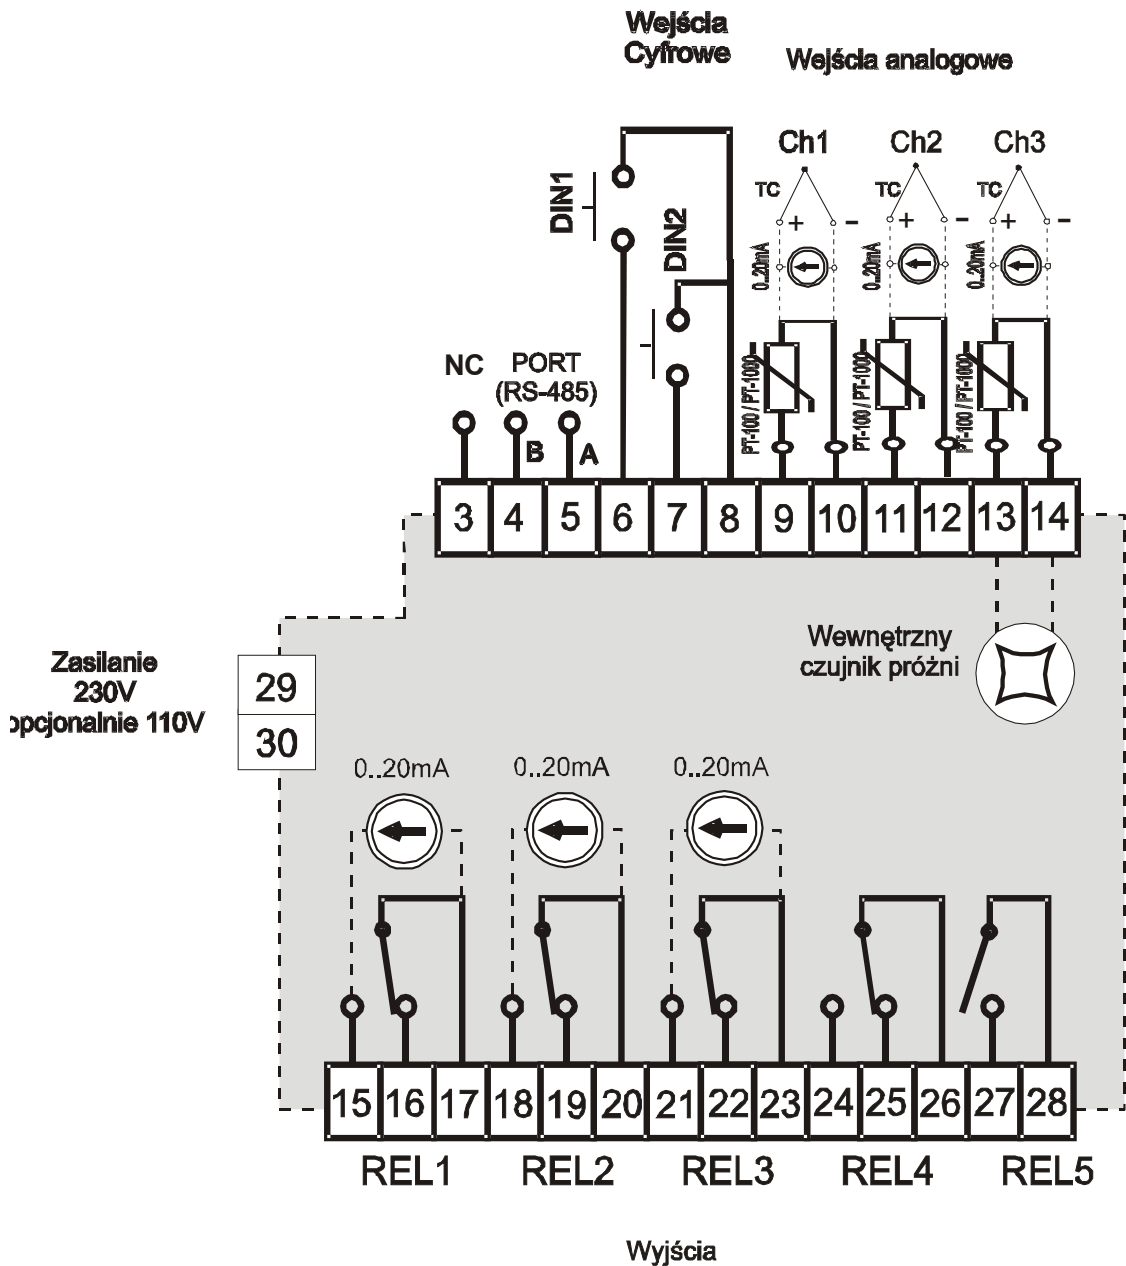 Wejścia
Cyfrowe
Wejścia analogowe
Ch1
Ch2
Ch3
TC
TC
TC
+ -
+ -
+ -
DIN1
DIN2
0..20mA
0..20mA
0..20mA
NC
PORT
(RS-485)
B
A
PT-100 / PT-1000
PT-100 / PT-1000
PT-100 / PT-1000
3 4 5 6 7 8 9 10 11 12 13 14
Wewnętrzny
czujnik próżni
Zasilanie
230V
opcjonalnie 110V
29
30
0..20mA
0..20mA
0..20mA
15 16 17 18 19 20 21 22 23 24 25 26 27 28
REL1
REL2
REL3
REL4
REL5
Wyjścia